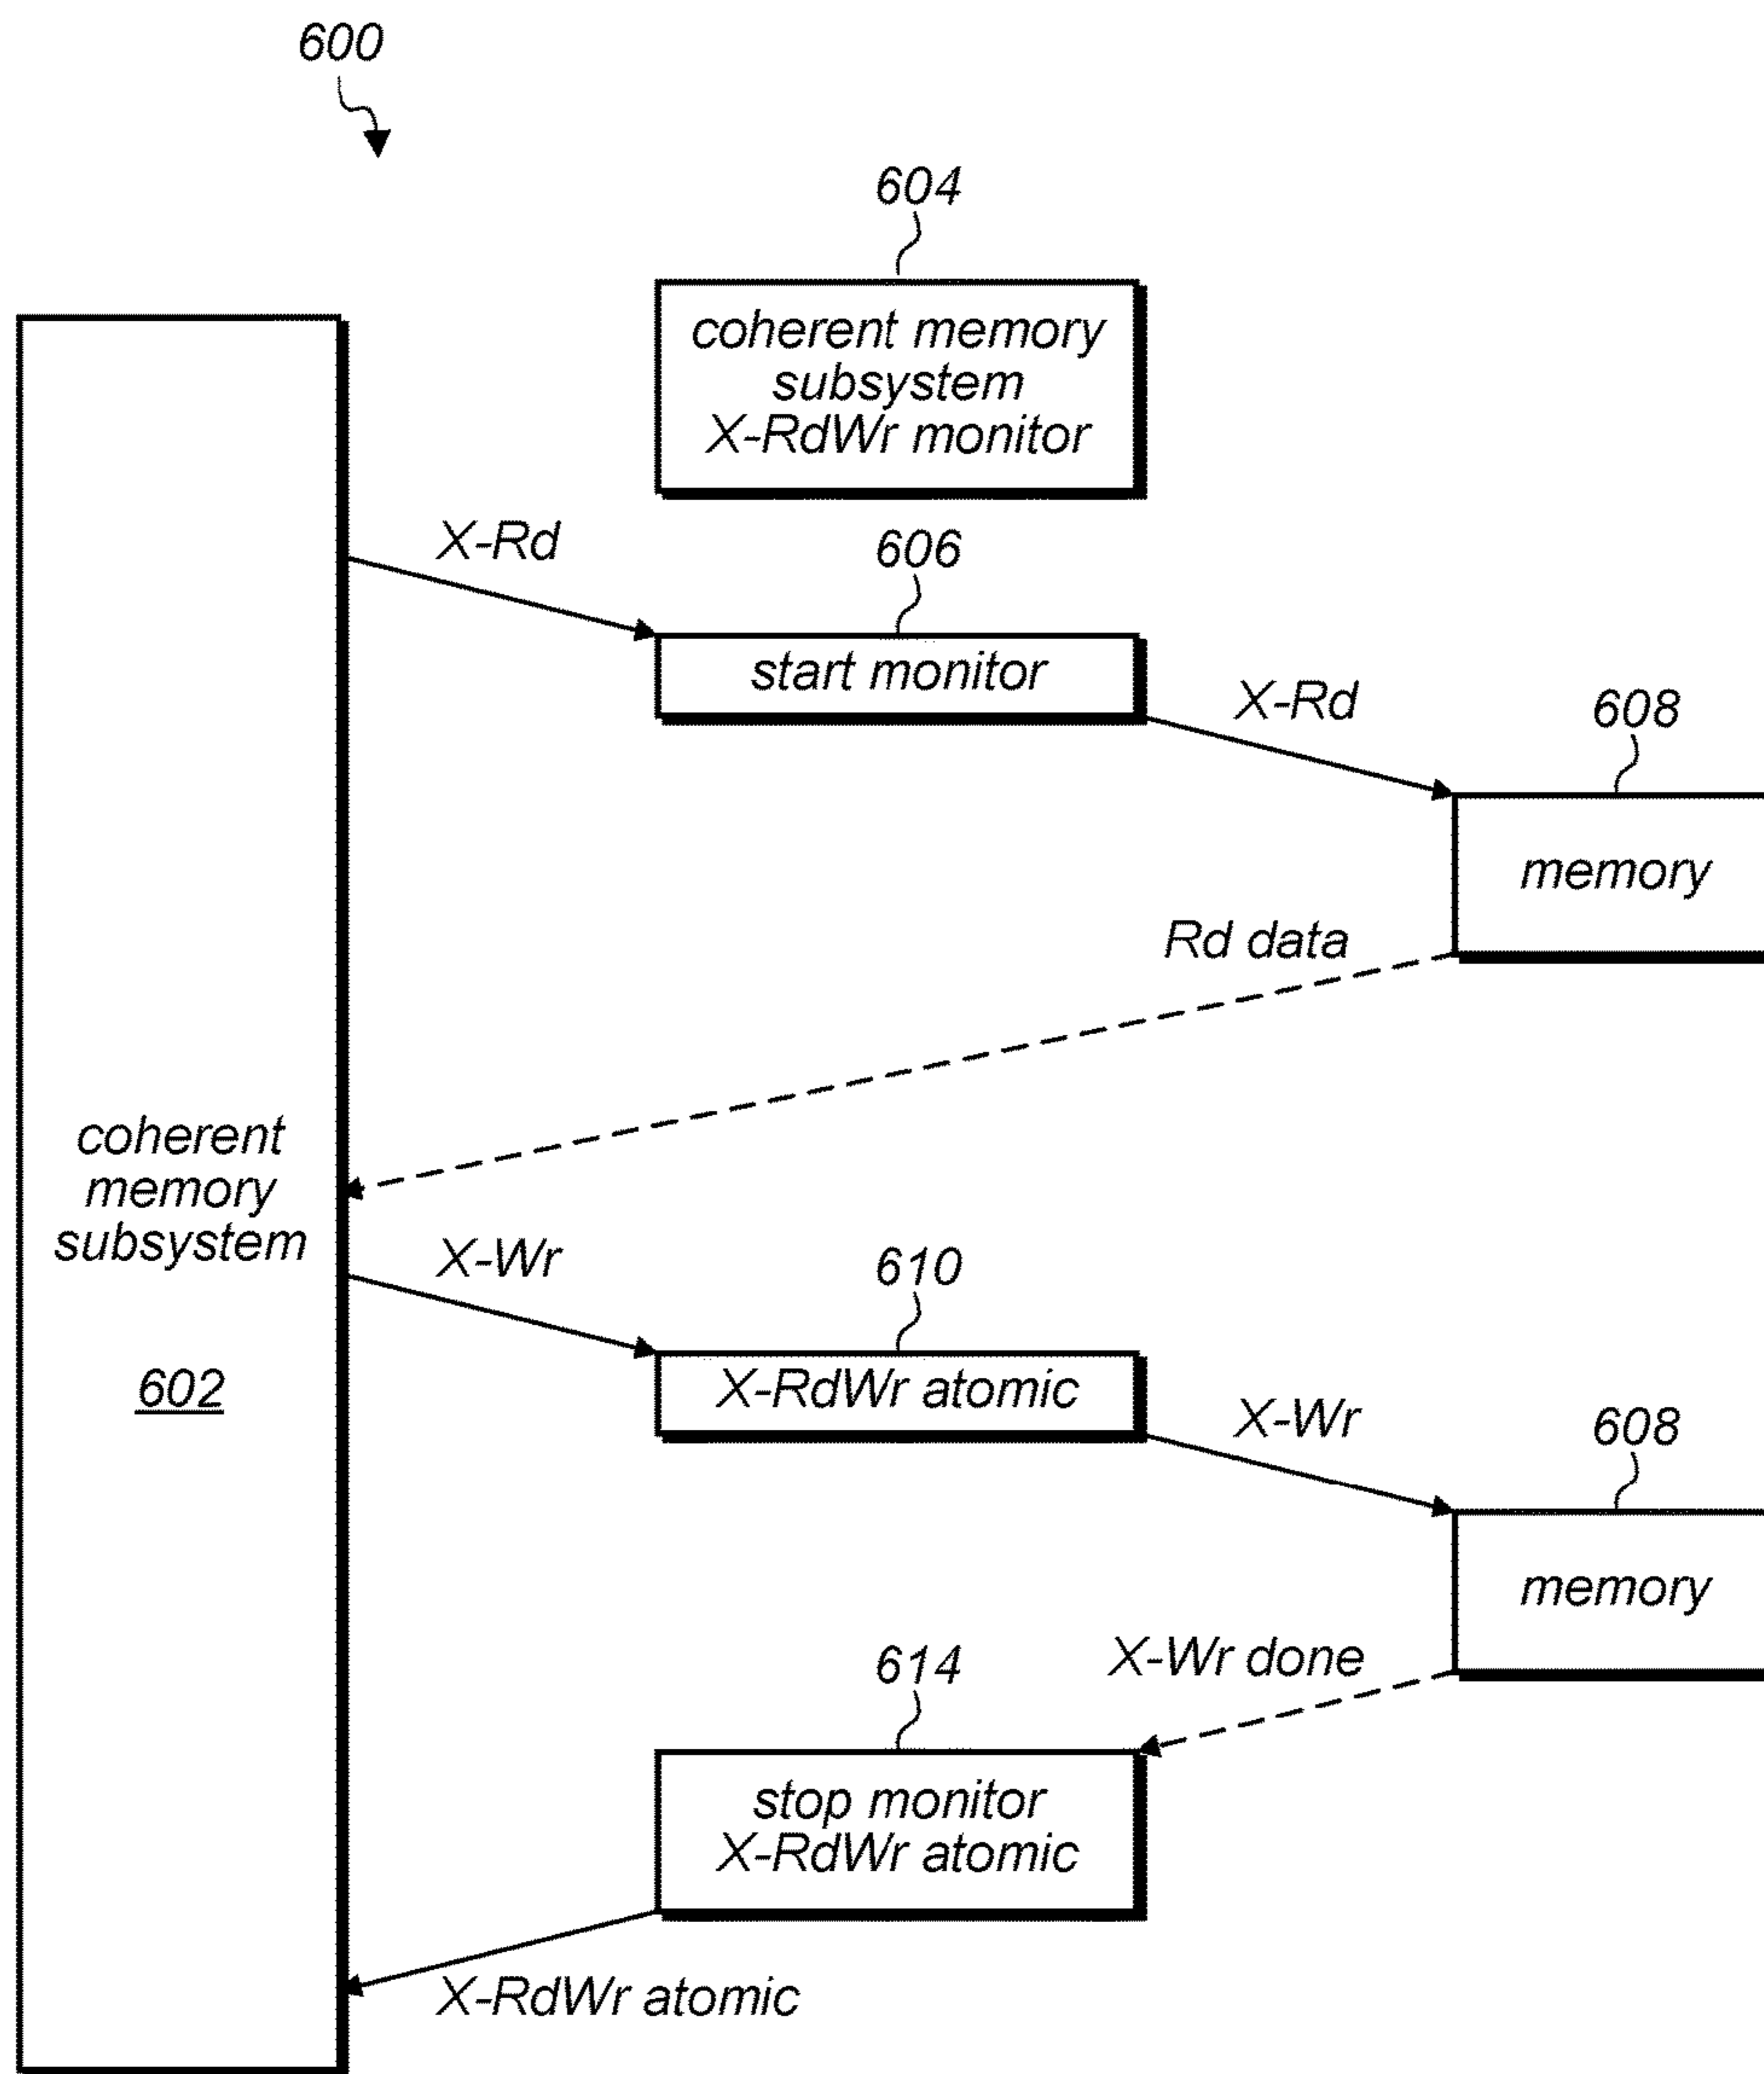 600
604
coherent memory
subsystem
X-RdWr monitor
X-Rd
606
start monitor
X-Rd
608
memory
Rd data
coherent
memory
subsystem
602
X-Wr
610
X-RdWr atomic
X-Wr
608
memory
X-Wr done
614
stop monitor
X-RdWr atomic
X-RdWr atomic